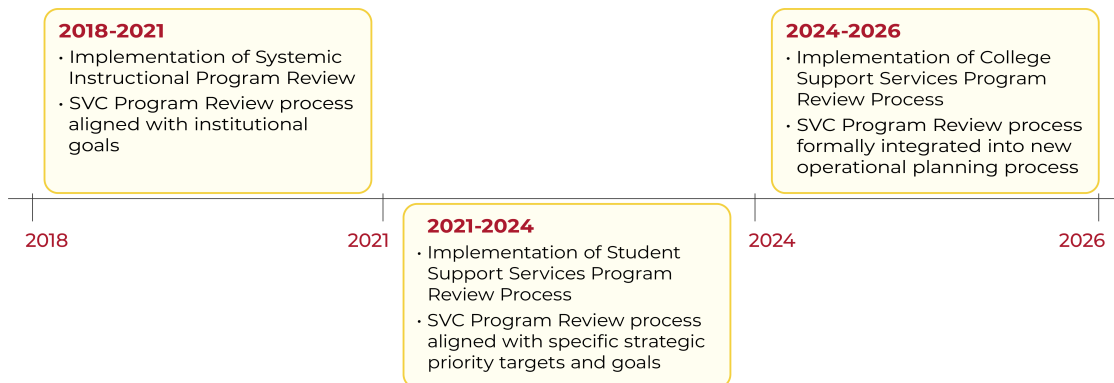 2018-2021
• Implementation of Systemic
Instructional Program Review
• SVC Program Review process
aligned with institutional
goals
2024-2026
• Implementation of College
Support Services Program
Review Process
• SVC Program Review process
formally integrated into new
operational planning process
2018
2021
2024
2026
2021-2024
• Implementation of Student
Support Services Program
Review Process
• SVC Program Review process
aligned with specific strategic
priority targets and goals